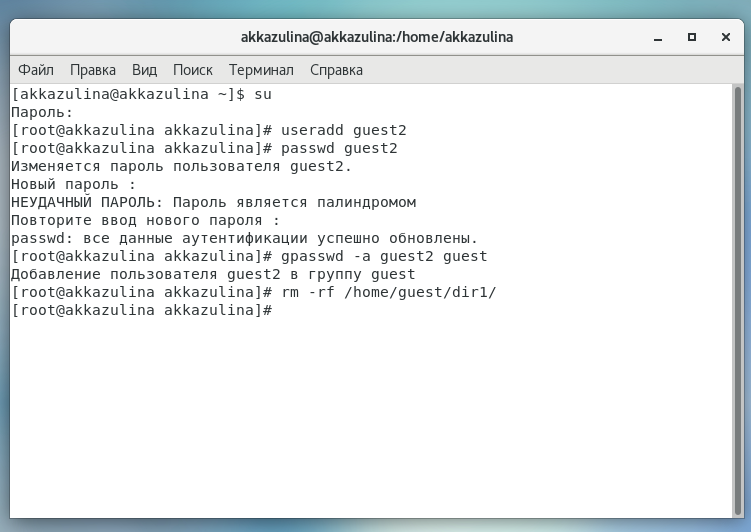 akkazulina@akkazulina:/home/akkazulina
Файл Правка Вид Поиск Терминал Справка
[akkazulina@akkazulina ~]$ su
Пароль:
[root@akkazulina akkazulina]# useradd guest2
[root@akkazulina akkazulina]# passwd guest2
Изменяется пароль пользователя guest2.
Новый пароль :
НЕУДАЧНЫЙ ПАРОЛЬ: Пароль является палиндромом
Повторите ввод нового пароля :
passwd: все данные аутентификации успешно обновлены.
[root@akkazulina akkazulina]# gpasswd -a guest2 guest
Добавление пользователя guest2 в группу guest
[root@akkazulina akkazulina]# rm -rf /home/guest/dir1/
[root@akkazulina akkazulina]#